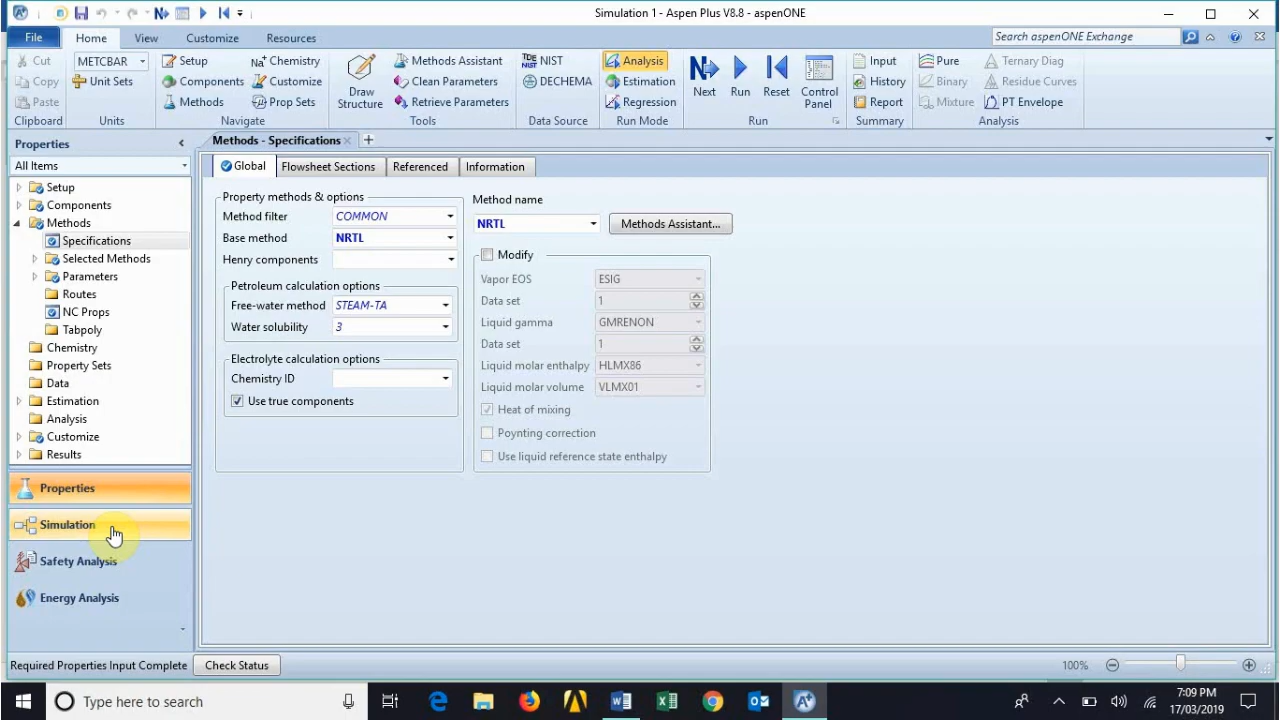 Simulation 1 - Aspen Plus V8.8 - aspenONE
File Home View Customize Resources Search aspenONE Exchange
Cut METCBAR Setup Chemistry Methods Assistant NIST Analysis Input Pure Ternary Diag
Copy Unit Sets Components Customize Clean Parameters DECHEMA Estimation History Binary Residue Curves
Paste Methods Prop Sets Draw Structure Retrieve Parameters Regression Next Run Reset Control Panel Report Mixture PT Envelope
Clipboard Units Navigate Tools Data Source Run Mode Run Summary Analysis
Properties
All Items
Setup
Components
Methods
Specifications
Selected Methods
Parameters
Routes
NC Props
Tabpoly
Chemistry
Property Sets
Data
Estimation
Analysis
Customize
Results
Properties
Simulation
Safety Analysis
Energy Analysis
Methods - Specifications
Global Flowsheet Sections Referenced Information
Property methods & options
Method filter COMMON
Base method NRTL
Henry components
Petroleum calculation options
Free-water method STEAM-TA
Water solubility 3
Electrolyte calculation options
Chemistry ID
Use true components
Method name
NRTL Methods Assistant...
Modify
Vapor EOS ESIG
Data set 1
Liquid gamma GMRENON
Data set 1
Liquid molar enthalpy HLMX86
Liquid molar volume VLMX01
Heat of mixing
Poynting correction
Use liquid reference state enthalpy
Required Properties Input Complete Check Status 100%
Type here to search
7:09 PM
17/03/2019